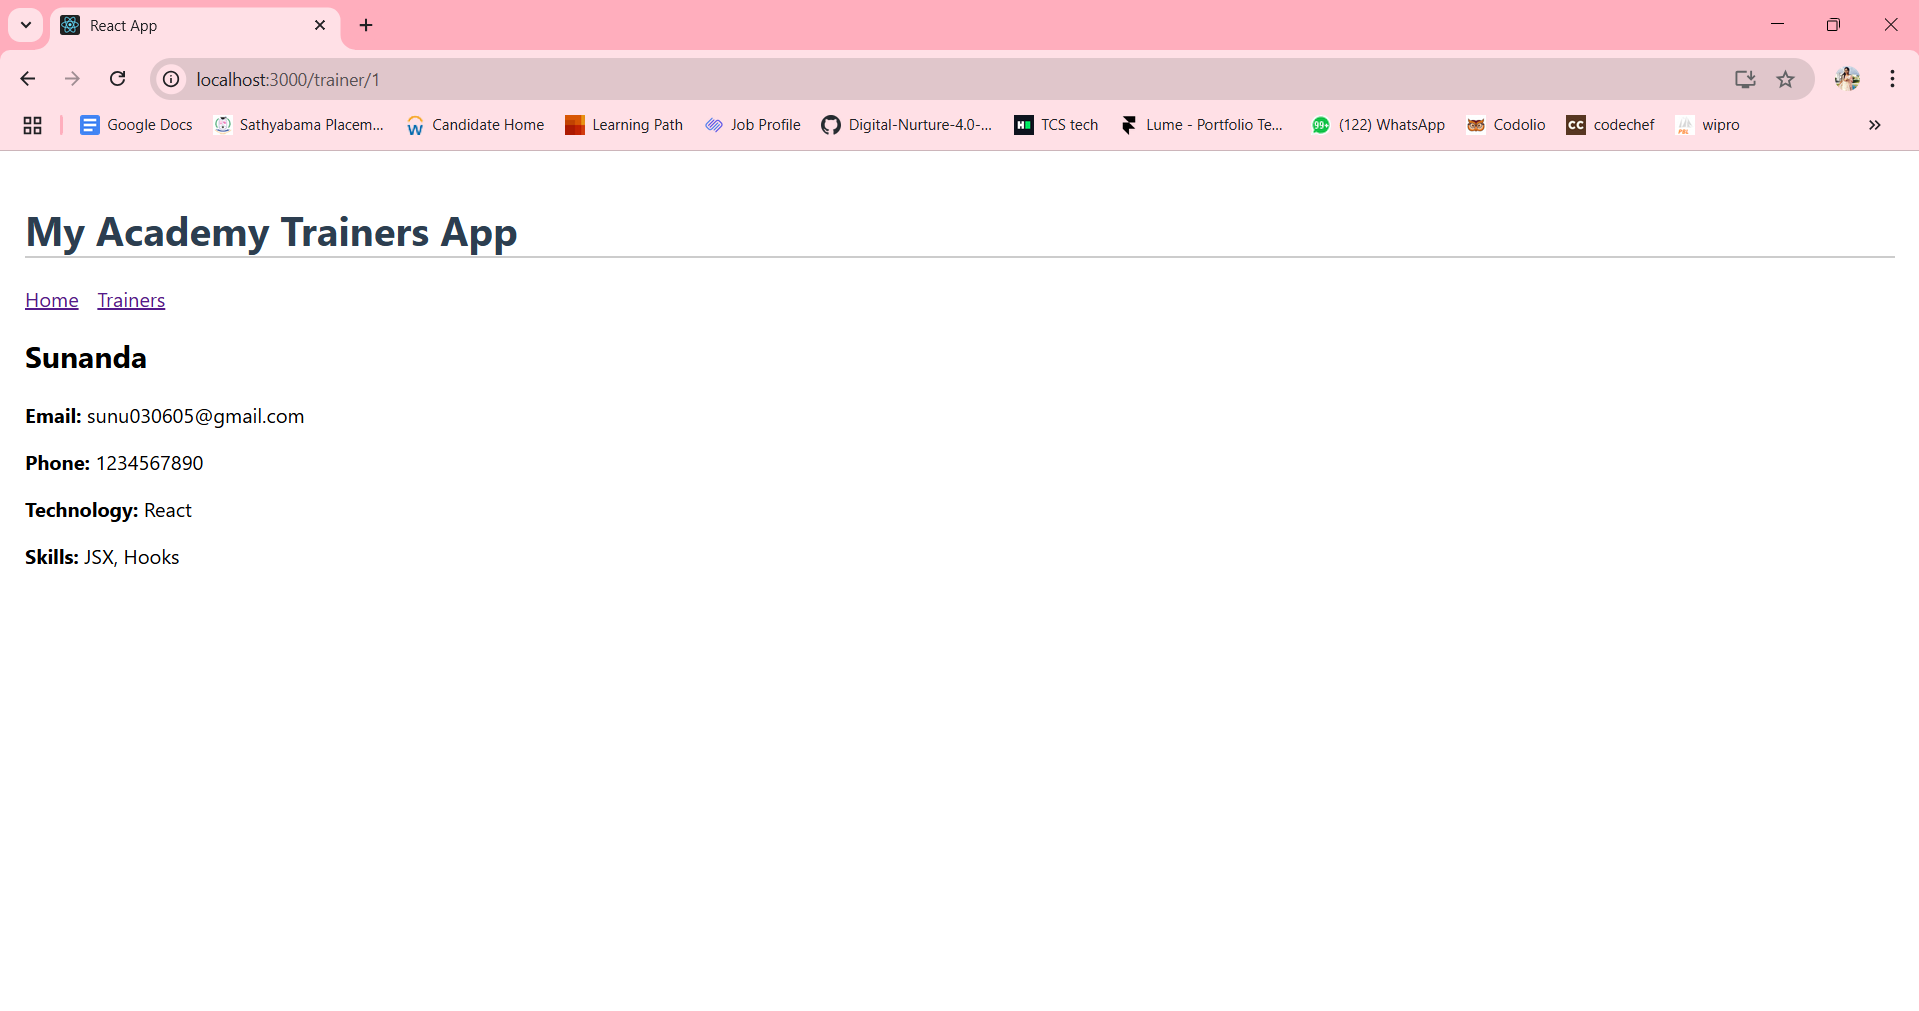 React App
localhost:3000/trainer/1
Google Docs Sathyabama Placem... Candidate Home Learning Path Job Profile Digital-Nurture-4.0-... TCS tech Lume - Portfolio Te... 99+ (122) WhatsApp Codolio CC codechef wipro
My Academy Trainers App
Home Trainers
Sunanda
Email: sunu030605@gmail.com
Phone: 1234567890
Technology: React
Skills: JSX, Hooks